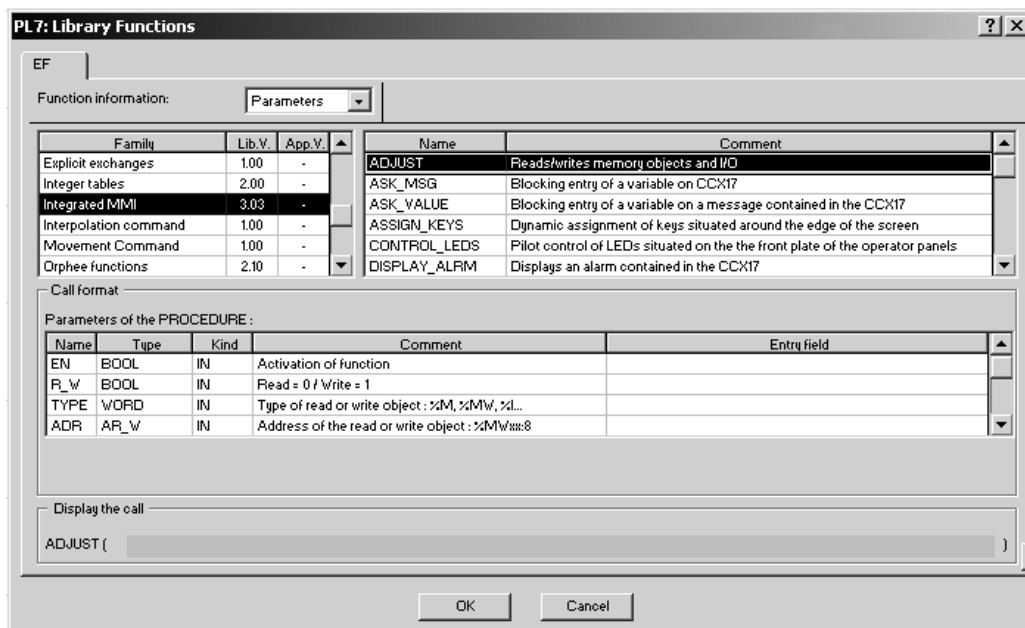 PL7: Library Functions
EF
Function information: Parameters
Family Lib.V. App.V.
Explicit exchanges 1.00 -
Integer tables 2.00 -
Integrated MMI 3.03 -
Interpolation command 1.00 -
Movement Command 1.00 -
Orphee functions 2.10 -
Name Comment
ADJUST Reads/writes memory objects and I/O
ASK_MSG Blocking entry of a variable on CCX17
ASK_VALUE Blocking entry of a variable on a message contained in the CCX17
ASSIGN_KEYS Dynamic assignment of keys situated around the edge of the screen
CONTROL_LEDS Pilot control of LEDs situated on the the front plate of the operator panels
DISPLAY_ALRM Displays an alarm contained in the CCX17
Call format
Parameters of the PROCEDURE :
Name Type Kind Comment Entry field
EN BOOL IN Activation of function
R_W BOOL IN Read = 0 / Write = 1
TYPE WORD IN Type of read or write object : %M, %MW, %I...
ADR AR_W IN Address of the read or write object : %MWxx:8
Display the call
ADJUST ( )
OK Cancel